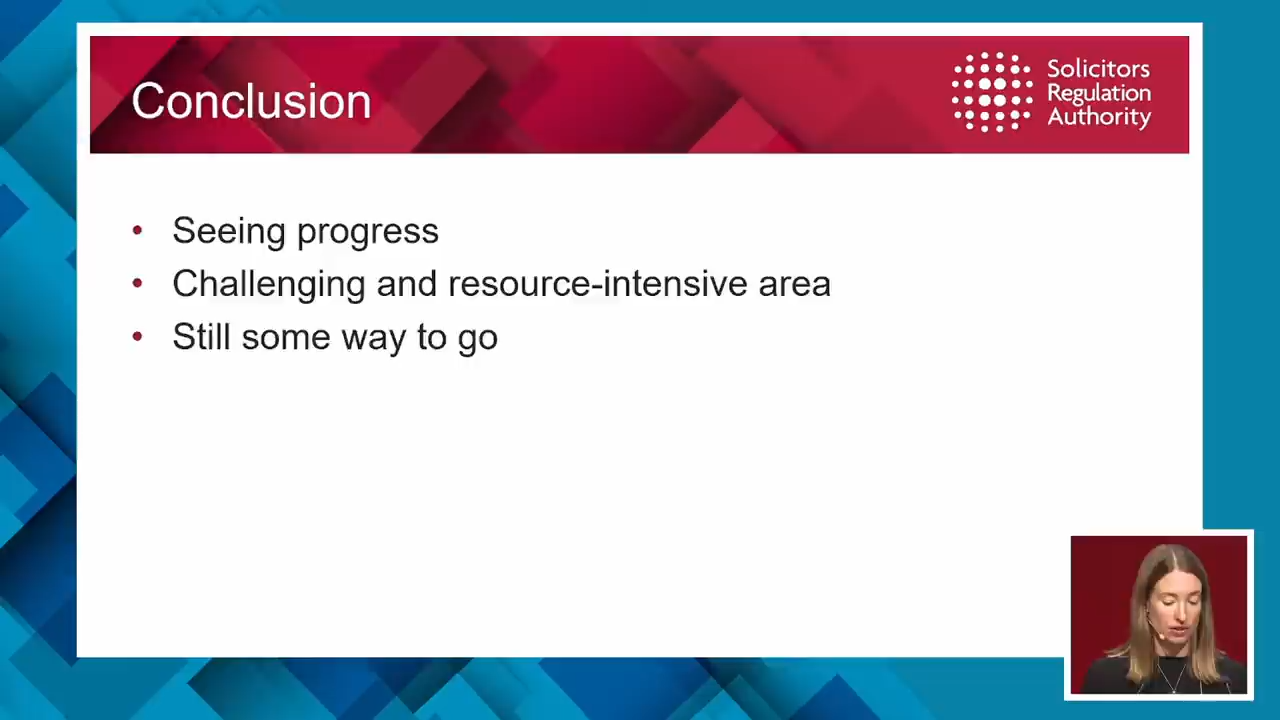 Conclusion
Solicitors
Regulation
Authority
• Seeing progress
• Challenging and resource-intensive area
• Still some way to go